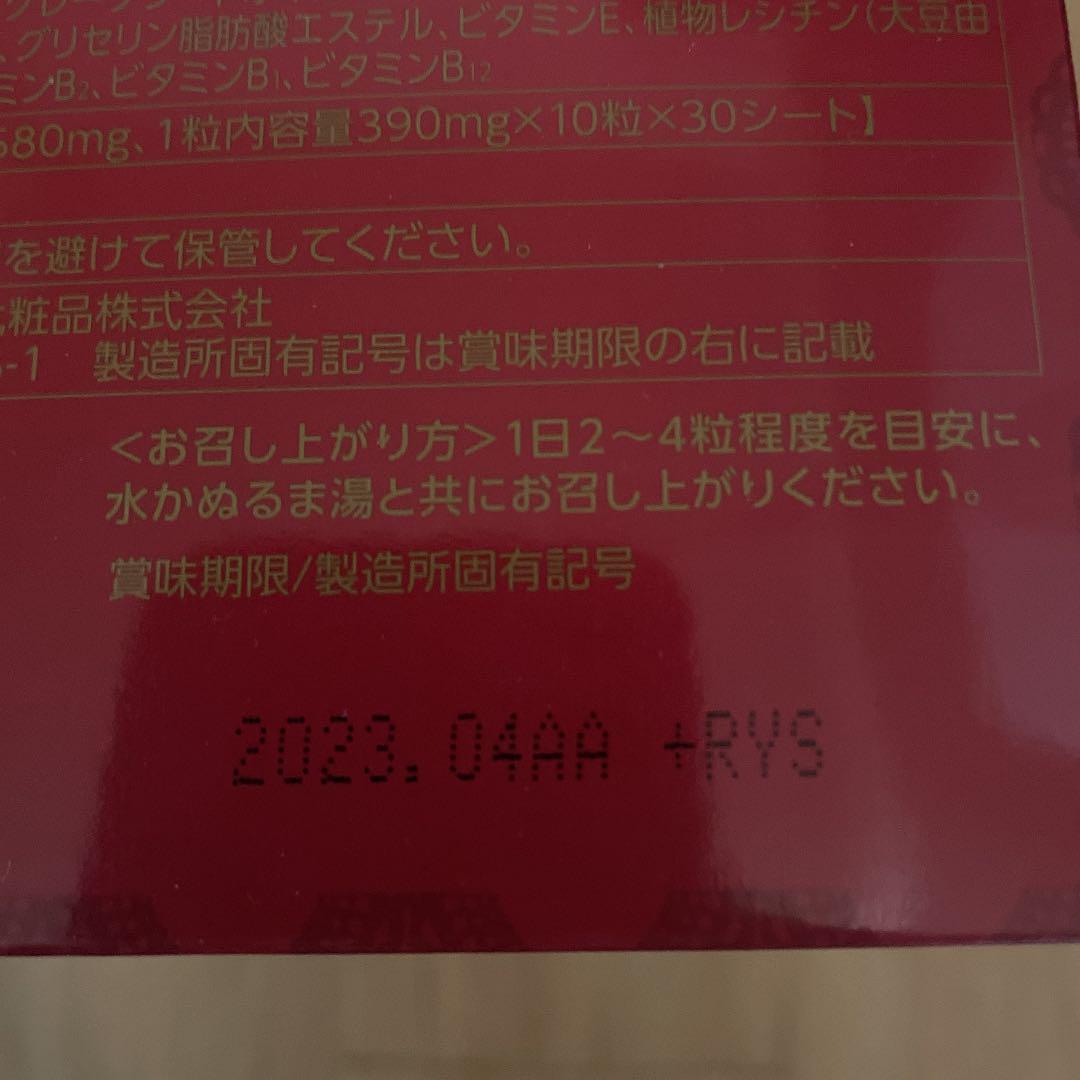 グリセリン脂肪酸エステル、ビタミンE、植物レシチン(大豆由
ミンB2、ビタミンB1、ビタミンB12
580mg、1粒内容量390mg×10粒×30シート】
を避けて保管してください。
粧品株式会社
-1 製造所固有記号は賞味期限の右に記載
<お召し上がり方>1日2～4粒程度を目安に、
水かぬるま湯と共にお召し上がりください。
賞味期限/製造所固有記号
2023.04AA +RYS